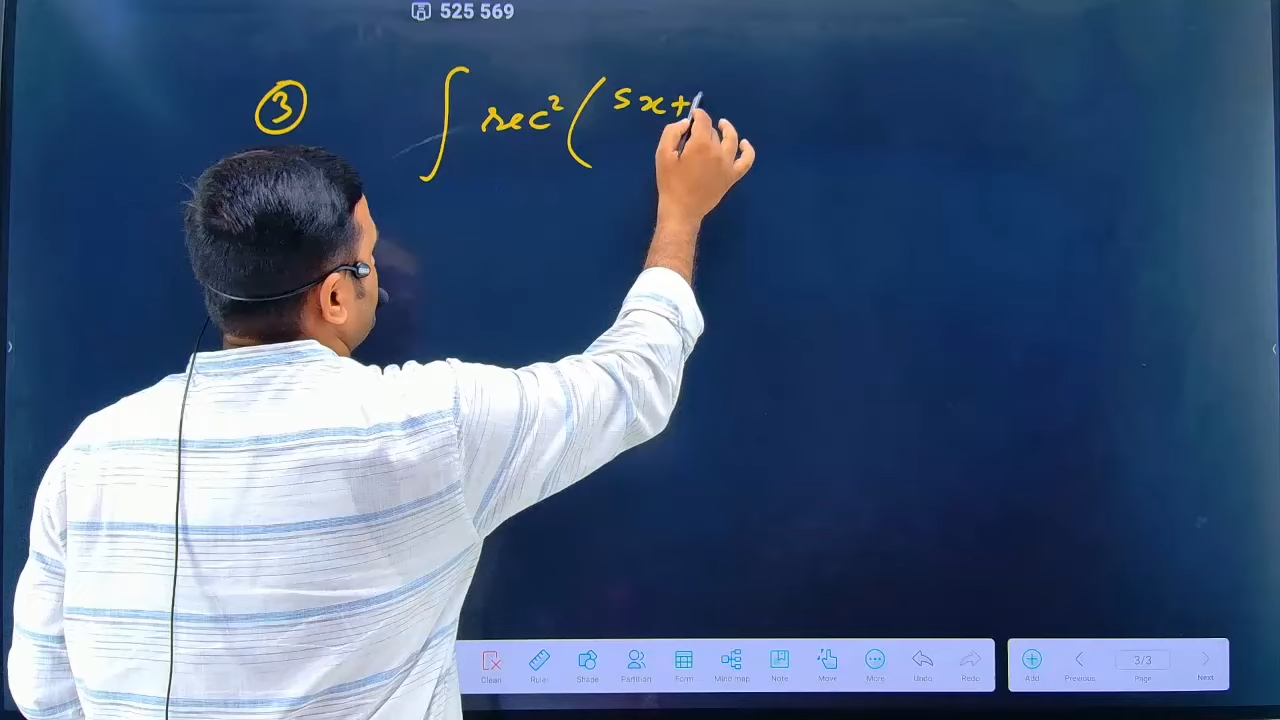 525 569
③ ∫ sec² ( 5x+
Clean Ruler Shape Partition Form Mind map Note Move More Undo Redo Add Previous 3/3 Page Next